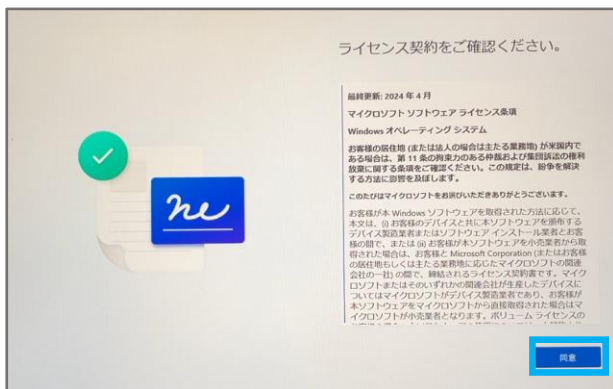 ライセンス契約をご確認ください。
最終更新: 2024 年 4 月
マイクロソフト ソフトウェア ライセンス条項
Windows オペレーティング システム
お客様の居住地 (または法人の場合は主たる業務地) が米国内で
ある場合は、第 11 条の拘束力のある仲裁および集団訴訟の権利
放棄に関する条項をご確認ください。この規定は、紛争を解決
する方法に影響を及ぼします。
このたびはマイクロソフトをお選びいただきありがとうございます。
お客様が本 Windows ソフトウェアを取得された方法に応じて、
本文は、(i) お客様のデバイスと共に本ソフトウェアを頒布する
デバイス製造業者またはソフトウェア インストール業者とお客
様の間で、または (ii) お客様が本ソフトウェアを小売業者から取
得された場合は、お客様と Microsoft Corporation (またはお客様
の居住地もしくは主たる業務地に応じたマイクロソフトの関連
会社の一社) の間で、締結されるライセンス契約書です。マイク
ロソフトまたはそのいずれかの関連会社が生産したデバイスに
ついてはマイクロソフトがデバイス製造業者であり、お客様が
本ソフトウェアをマイクロソフトから直接取得された場合はマ
イクロソフトが小売業者となります。ボリューム ライセンスの
同意